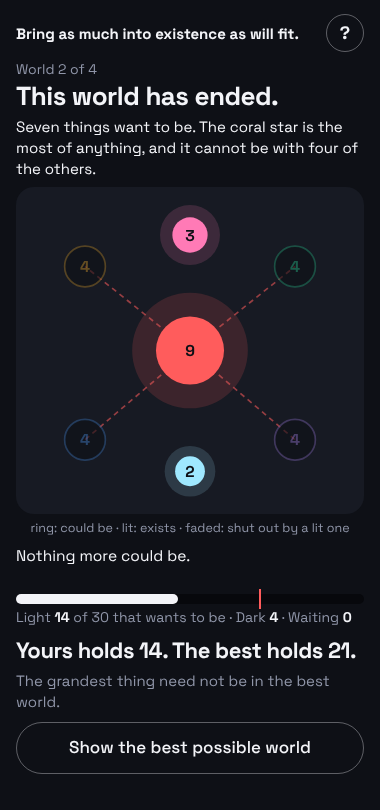 Bring as much into existence as will fit.
?
World 2 of 4
This world has ended.
Seven things want to be. The coral star is the
most of anything, and it cannot be with four of
the others.
3
4
4
9
4
4
2
ring: could be · lit: exists · faded: shut out by a lit one
Nothing more could be.
Light 14 of 30 that wants to be · Dark 4 · Waiting 0
Yours holds 14. The best holds 21.
The grandest thing need not be in the best
world.
Show the best possible world